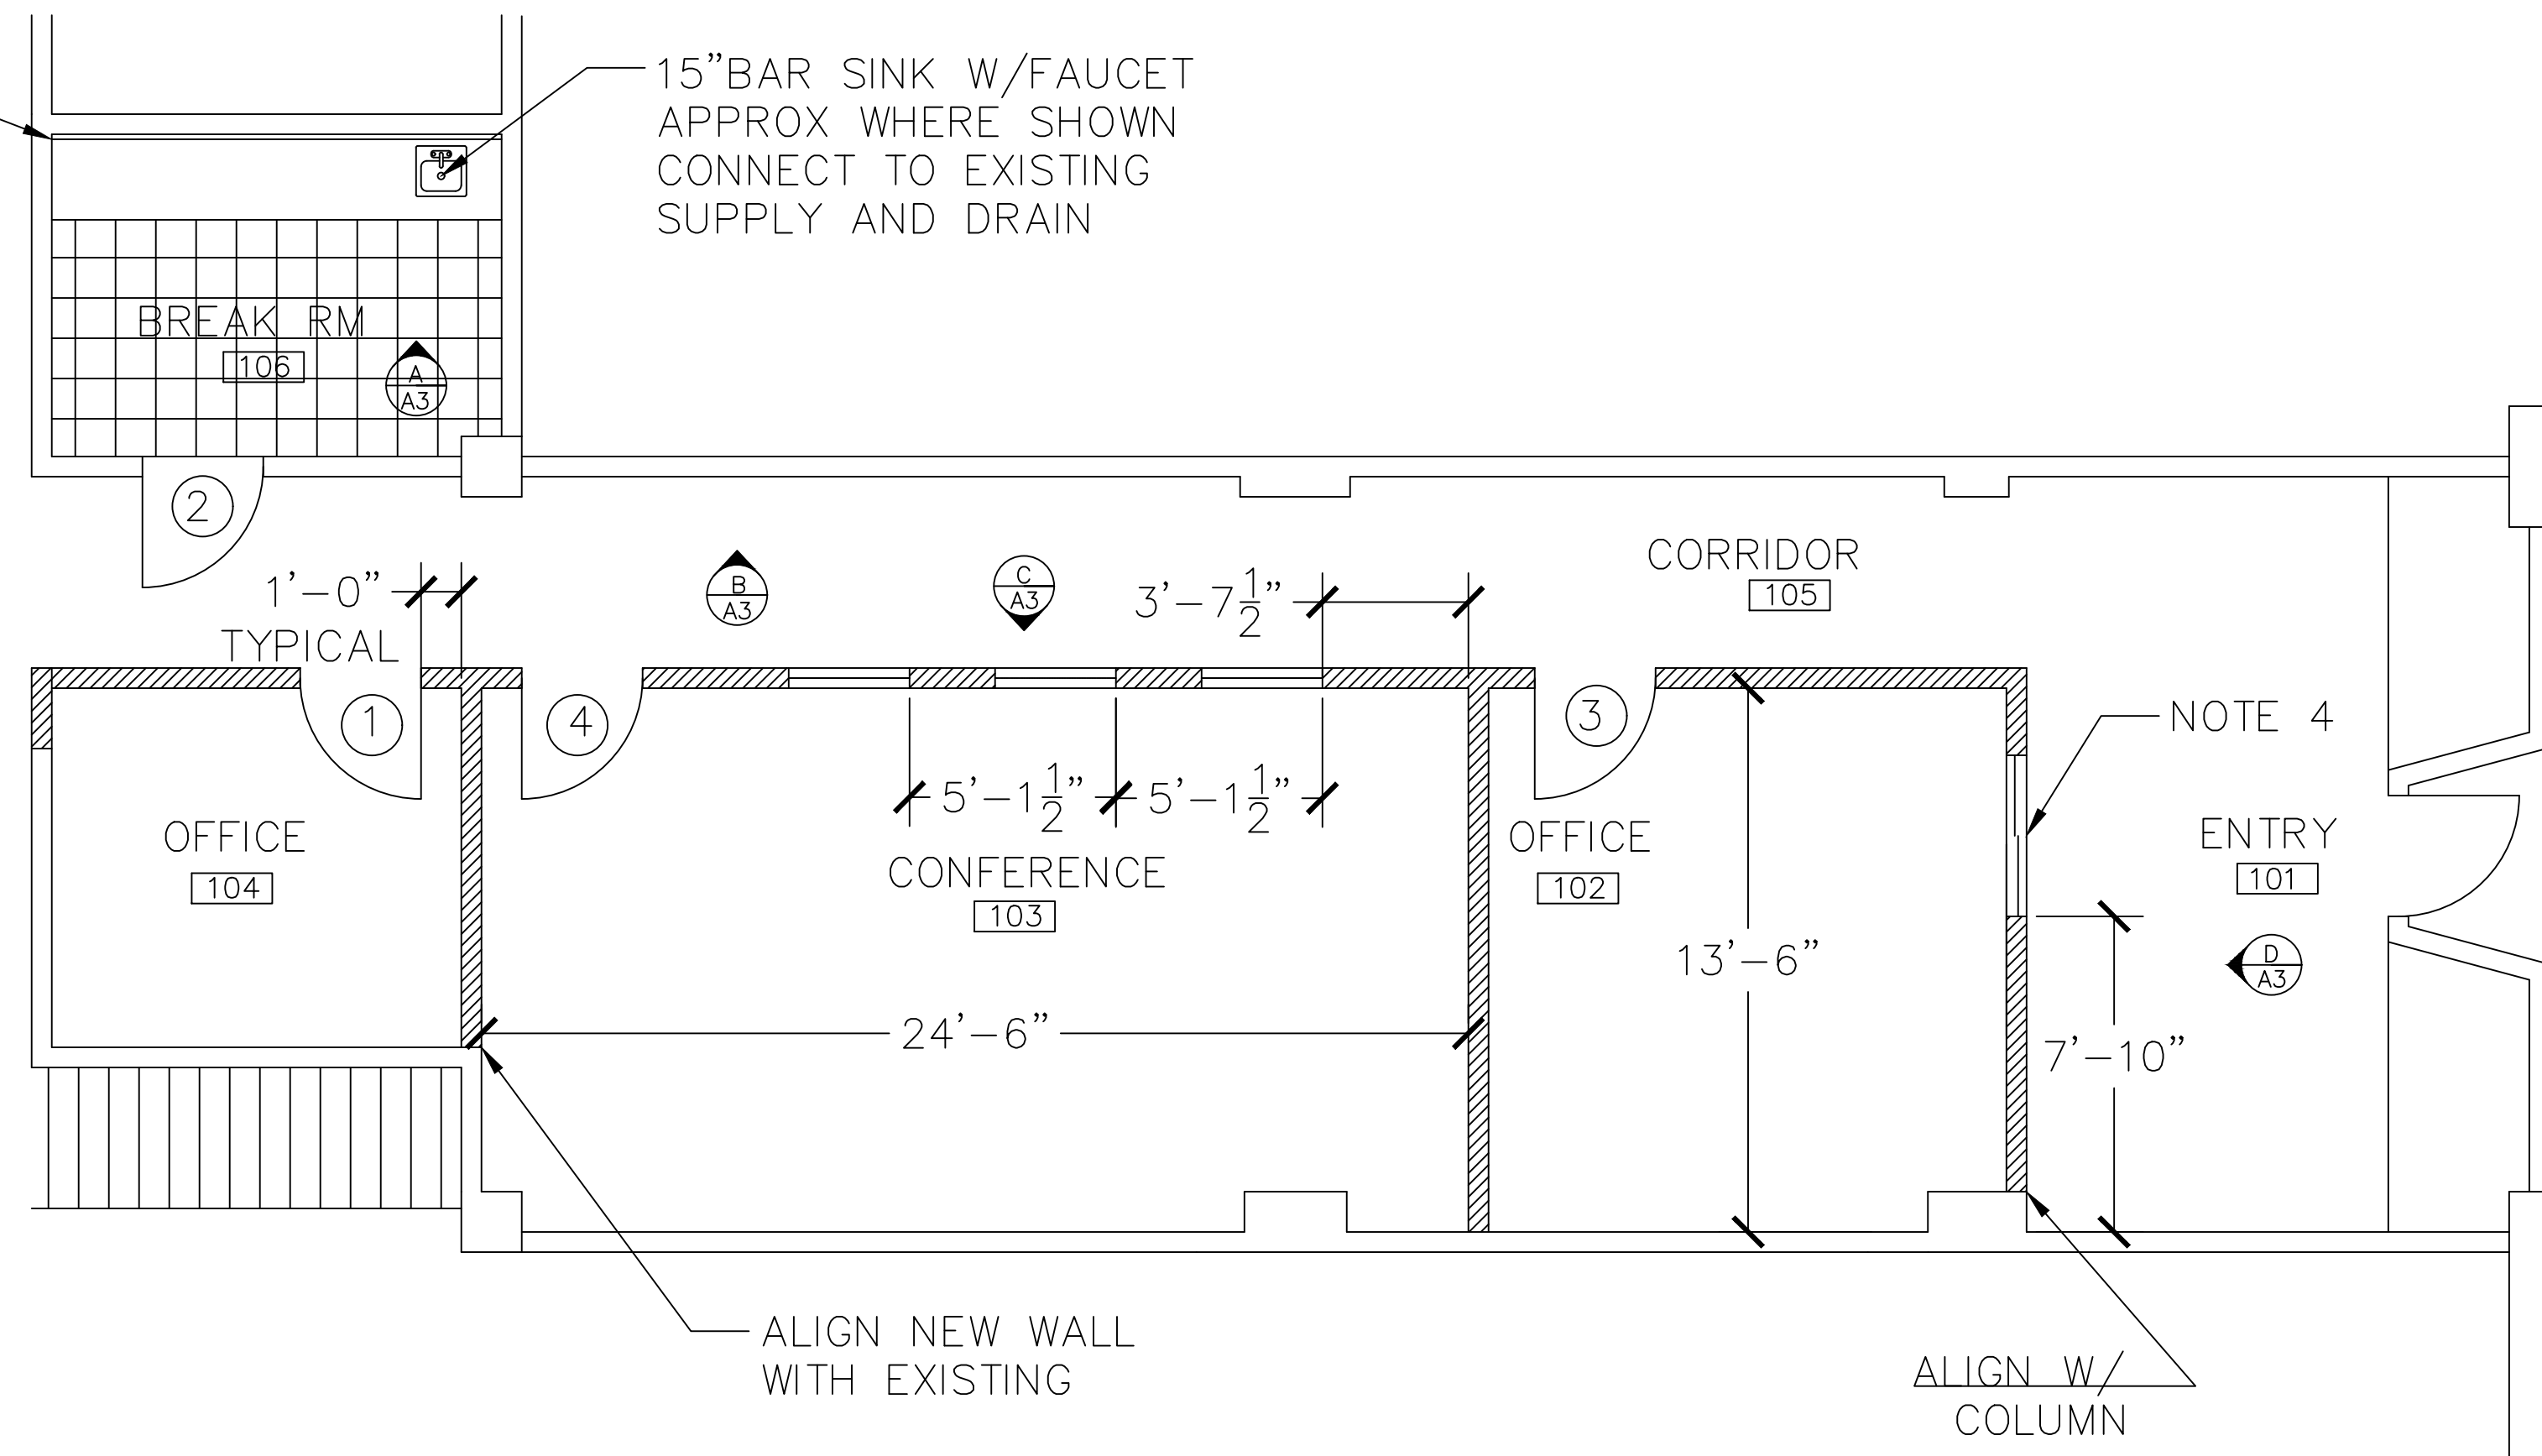 15”BAR SINK W/FAUCET
APPROX WHERE SHOWN
CONNECT TO EXISTING
SUPPLY AND DRAIN
BREAK RM
106
A
A3
2
1’-0”
TYPICAL
B
A3
C
A3
3’-7 1/2”
CORRIDOR
105
1
4
3
NOTE 4
5’-1 1/2”
5’-1 1/2”
OFFICE
104
CONFERENCE
103
OFFICE
102
ENTRY
101
13’-6”
D
A3
24’-6”
7’-10”
ALIGN NEW WALL
WITH EXISTING
ALIGN W/
COLUMN